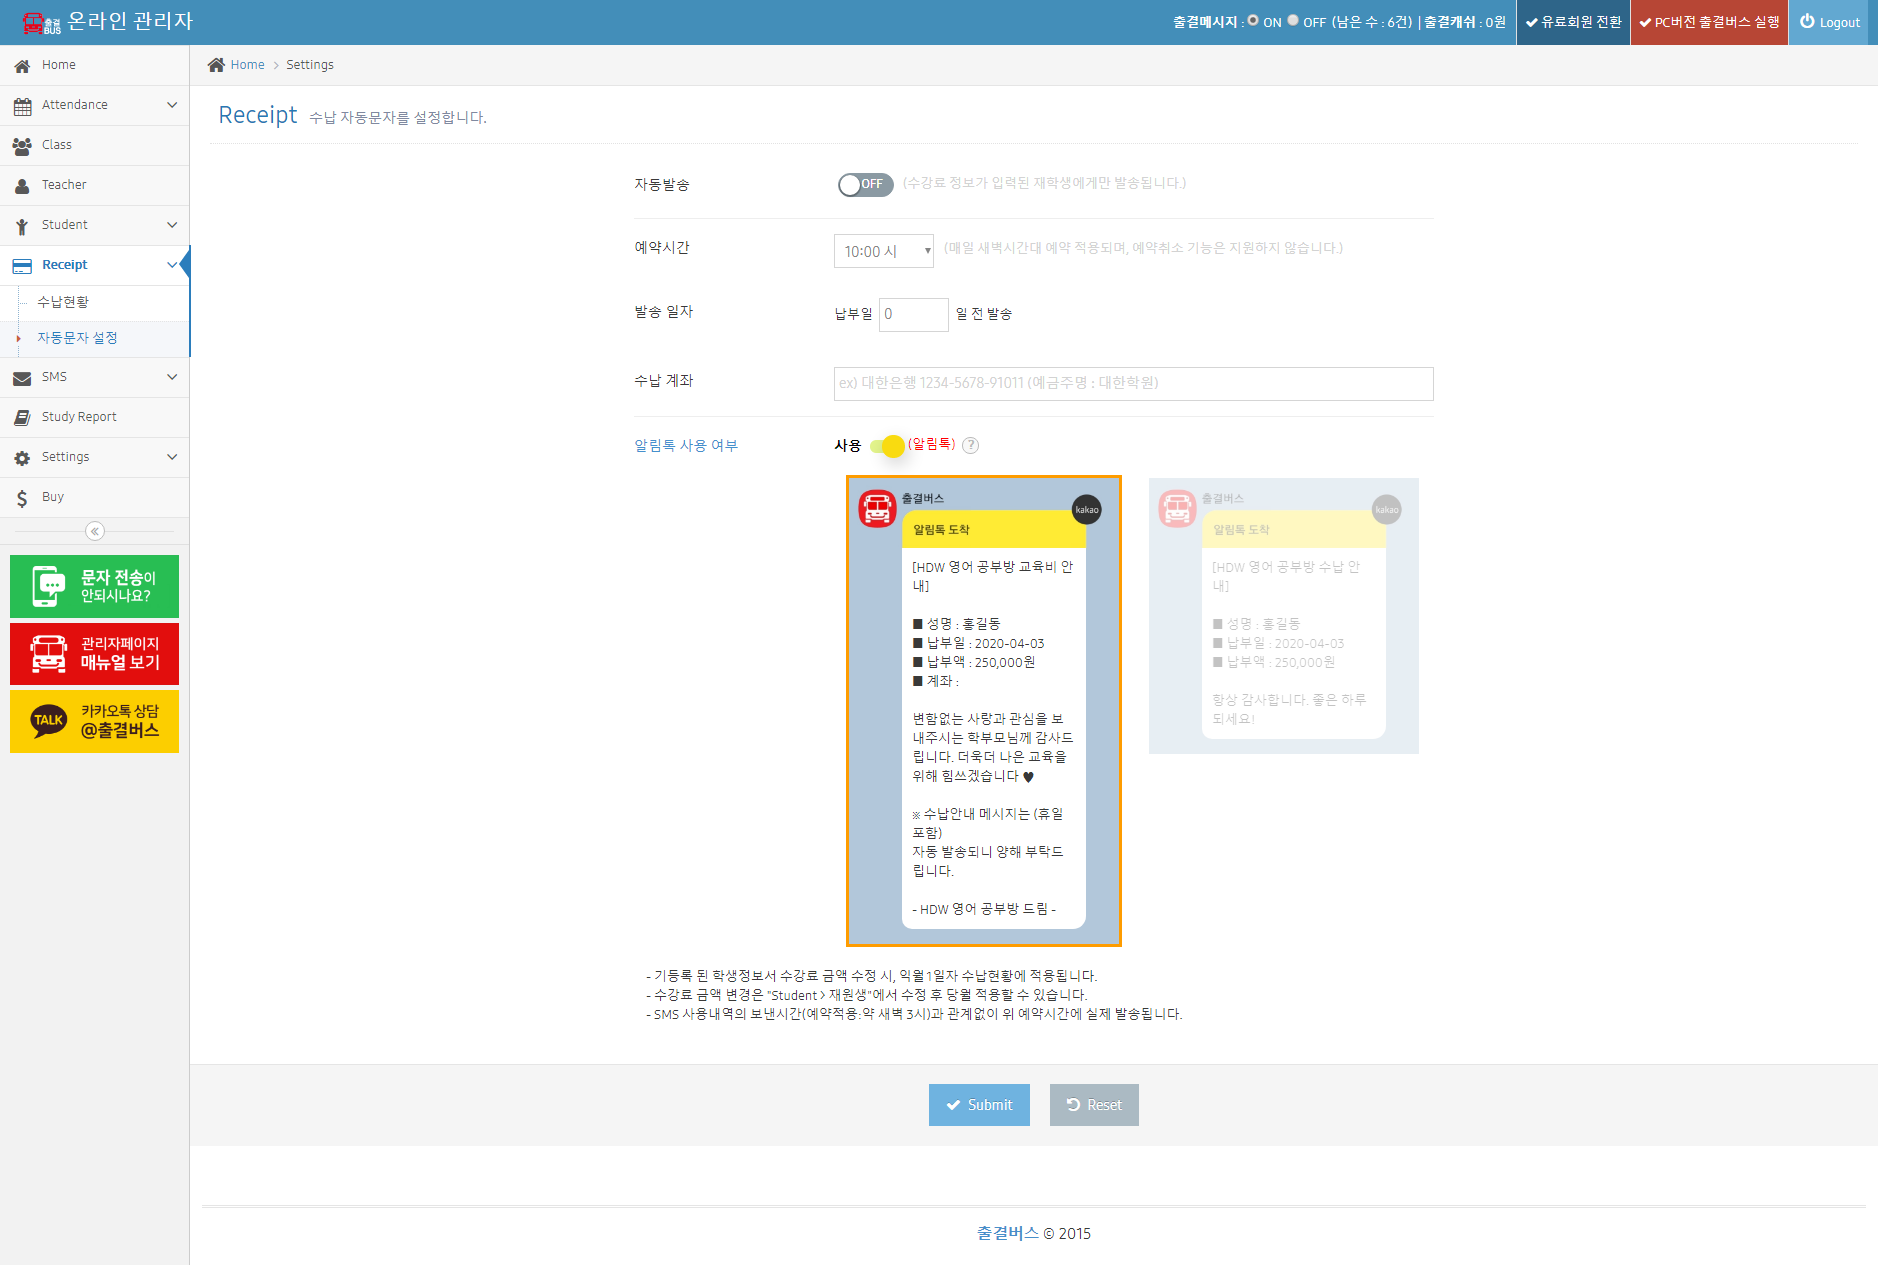 출결BUS 온라인 관리자
출결메시지 : ON OFF (남은 수 : 6건) | 출결캐쉬 : 0원
유료회원 전환
PC버전 출결버스 실행
Logout
Home
Attendance
Class
Teacher
Student
Receipt
수납현황
자동문자 설정
SMS
Study Report
Settings
Buy
문자 전송이
안되시나요?
관리자페이지
매뉴얼 보기
TALK
카카오톡 상담
@출결버스
Home > Settings
Receipt 수납 자동문자를 설정합니다.
자동발송 OFF (수강료 정보가 입력된 재학생에게만 발송됩니다.)
예약시간 10:00 시 (매일 새벽시간대 예약 적용되며, 예약취소 기능은 지원하지 않습니다.)
발송 일자 납부일 0 일 전 발송
수납 계좌 ex) 대한은행 1234-5678-91011 (예금주명 : 대한학원)
알림톡 사용 여부 사용 (알림톡) ?
출결버스
kakao
알림톡 도착
[HDW 영어 공부방 교육비 안
내]
■ 성명 : 홍길동
■ 납부일 : 2020-04-03
■ 납부액 : 250,000원
■ 계좌 :
변함없는 사랑과 관심을 보
내주시는 학부모님께 감사드
립니다. 더욱더 나은 교육을
위해 힘쓰겠습니다 ♥
※ 수납안내 메시지는 (휴일
포함)
자동 발송되니 양해 부탁드
립니다.
- HDW 영어 공부방 드림 -
출결버스
kakao
알림톡 도착
[HDW 영어 공부방 수납 안
내]
■ 성명 : 홍길동
■ 납부일 : 2020-04-03
■ 납부액 : 250,000원
항상 감사합니다. 좋은 하루
되세요!
- 기등록 된 학생정보서 수강료 금액 수정 시, 익월 1일자 수납현황에 적용됩니다.
- 수강료 금액 변경은 "Student > 재원생"에서 수정 후 당월 적용할 수 있습니다.
- SMS 사용내역의 보낸시간(예약적용:약 새벽 3시)과 관계없이 위 예약시간에 실제 발송됩니다.
Submit
Reset
출결버스 © 2015